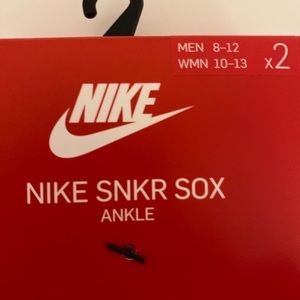 MEN 8-12
WMN 10-13 x2
NIKE
NIKE SNKR SOX
ANKLE